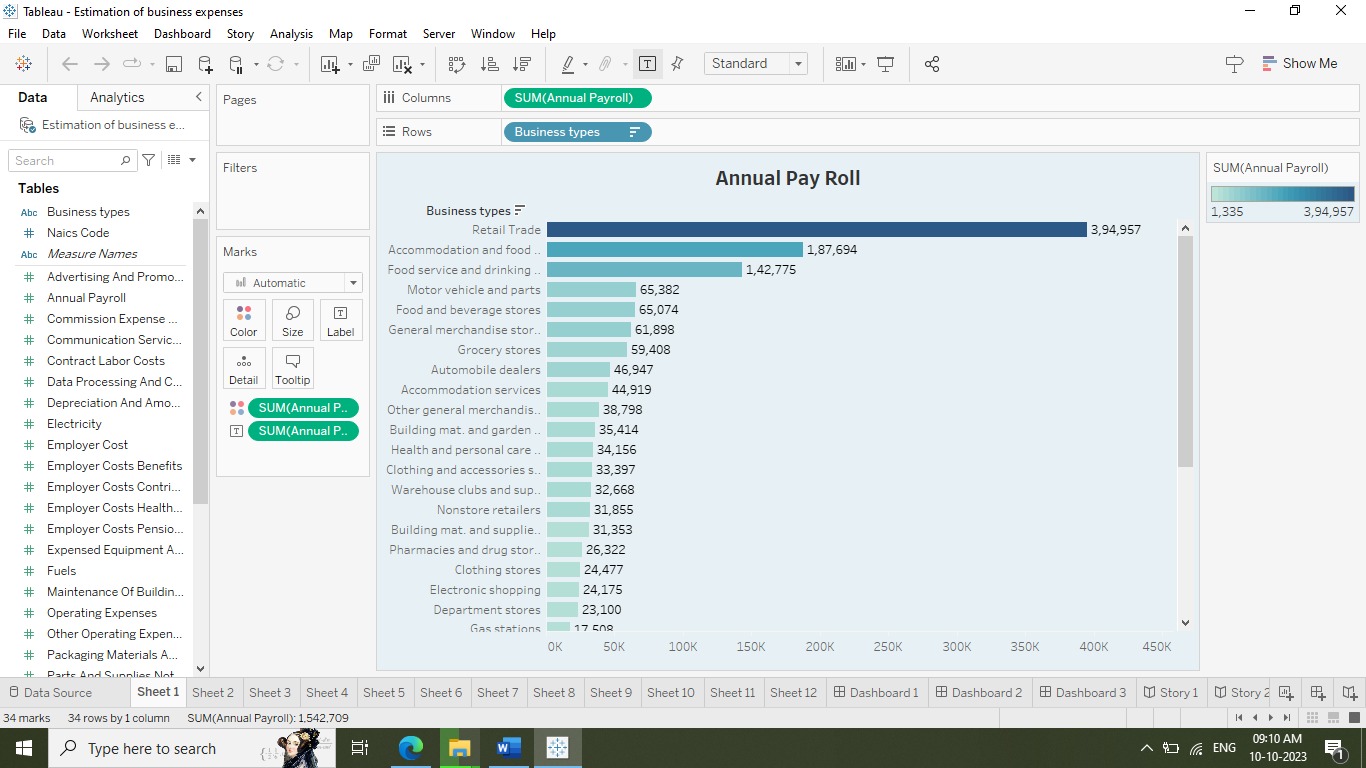 Tableau - Estimation of business expenses
File Data Worksheet Dashboard Story Analysis Map Format Server Window Help
Standard
Show Me
Data Analytics
Estimation of business e...
Search
Tables
Abc Business types
# Naics Code
Abc Measure Names
# Advertising And Promo...
# Annual Payroll
# Commission Expense ...
# Communication Servic...
# Contract Labor Costs
# Data Processing And C...
# Depreciation And Amo...
# Electricity
# Employer Cost
# Employer Costs Benefits
# Employer Costs Contri...
# Employer Costs Health...
# Employer Costs Pensio...
# Expensed Equipment A...
# Fuels
# Maintenance Of Buildin...
# Operating Expenses
# Other Operating Expen...
# Packaging Materials A...
# Parts And Supplies Not
Pages
Filters
Marks
Automatic
Color Size Label
Detail Tooltip
SUM(Annual P..
SUM(Annual P..
Columns SUM(Annual Payroll)
Rows Business types
Annual Pay Roll
Business types
Retail Trade 3,94,957
Accommodation and food .. 1,87,694
Food service and drinking .. 1,42,775
Motor vehicle and parts 65,382
Food and beverage stores 65,074
General merchandise stor.. 61,898
Grocery stores 59,408
Automobile dealers 46,947
Accommodation services 44,919
Other general merchandis.. 38,798
Building mat. and garden .. 35,414
Health and personal care .. 34,156
Clothing and accessories s.. 33,397
Warehouse clubs and sup.. 32,668
Nonstore retailers 31,855
Building mat. and supplie.. 31,353
Pharmacies and drug stor.. 26,322
Clothing stores 24,477
Electronic shopping 24,175
Department stores 23,100
Gas stations 17,508
0K 50K 100K 150K 200K 250K 300K 350K 400K 450K
SUM(Annual Payroll)
1,335 3,94,957
Data Source Sheet 1 Sheet 2 Sheet 3 Sheet 4 Sheet 5 Sheet 6 Sheet 7 Sheet 8 Sheet 9 Sheet 10 Sheet 11 Sheet 12 Dashboard 1 Dashboard 2 Dashboard 3 Story 1 Story 2
34 marks 34 rows by 1 column SUM(Annual Payroll): 1,542,709
Type here to search
ENG
09:10 AM
10-10-2023
1